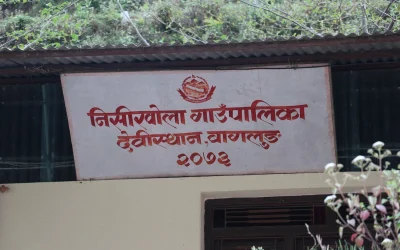 निसीखोला गाउँपालिका
देवीस्थान, वागलुङ
२०७३